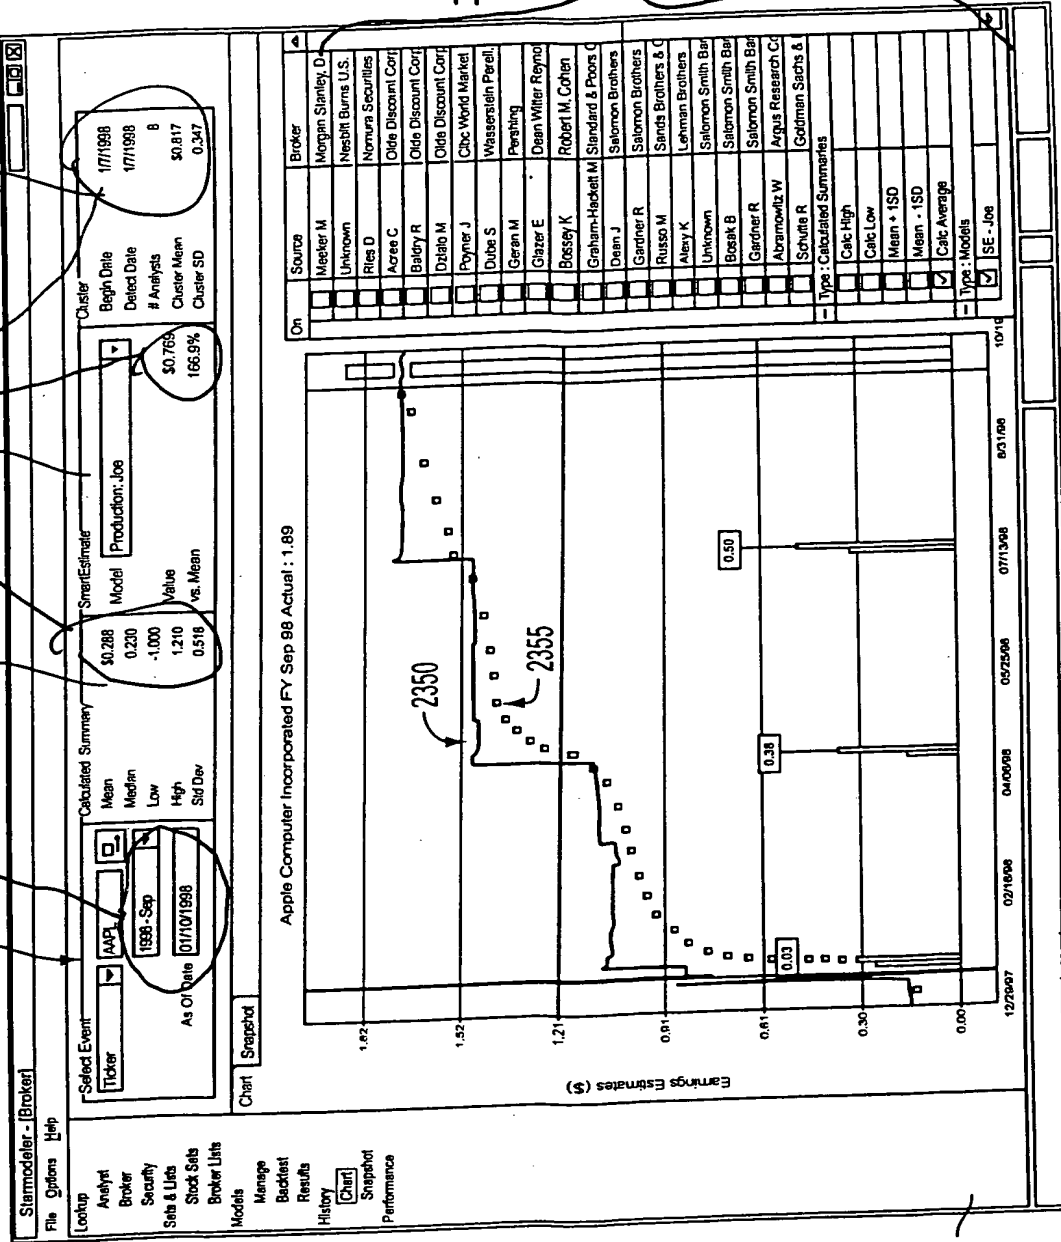 Starmodeler - [Broker]
File Options Help
Lookup
Analyst
Broker
Security
Sets & Lists
Stock Sets
Broker Lists
Models
Manage
Backtest
Results
History
Chart
Snapshot
Performance
Select Event
Ticker AAPL
1998 - Sep
As Of Date 01/10/1998
Calculated Summary
Mean $0.288
Median 0.230
Low -1.000
High 1.210
Std Dev 0.518
SmartEstimate
Model Production: Joe
Value $0.769
vs. Mean 166.9%
Cluster
Begin Date 1/7/1998
Detect Date 1/7/1998
# Analysts 8
Cluster Mean $0.817
Cluster SD 0.347
Chart Snapshot
Apple Computer Incorporated FY Sep 98 Actual : 1.89
Earnings Estimates ($)
1.82
1.52
1.21
0.91
0.61
0.30
0.00
2350
2355
0.03
0.38
0.50
12/29/97 02/16/98 04/06/98 05/25/98 07/13/98 8/31/98 10/19
On Source Broker
Meeker M Morgan Stanley, D
Unknown Nesbitt Burns U.S.
Rles D Nomura Securities
Acree C Olde Discount Corp
Baldry R Olde Discount Corp
Dzlalo M Olde Discount Corp
Poyner J Cibc World Market
Dube S Wasserstein Perell,
Geran M Pershing
Glazer E Dean Witter Reyno
Bossey K Robert M. Cohen
Graham-Hackett M Standard & Poors C
Dean J Salomon Brothers
Gardner R Salomon Brothers
Russo M Sands Brothers & C
Alexy K Lehman Brothers
Unknown Salomon Smith Bar
Bosak B Salomon Smith Bar
Gardner R Salomon Smith Bar
Abramowitz W Argus Research Co
Schutte R Goldman Sachs &
- Type : Calculated Summaries
Calc High
Calc Low
Mean + 1SD
Mean - 1SD
Calc Average
- Type : Models
SE - Joe